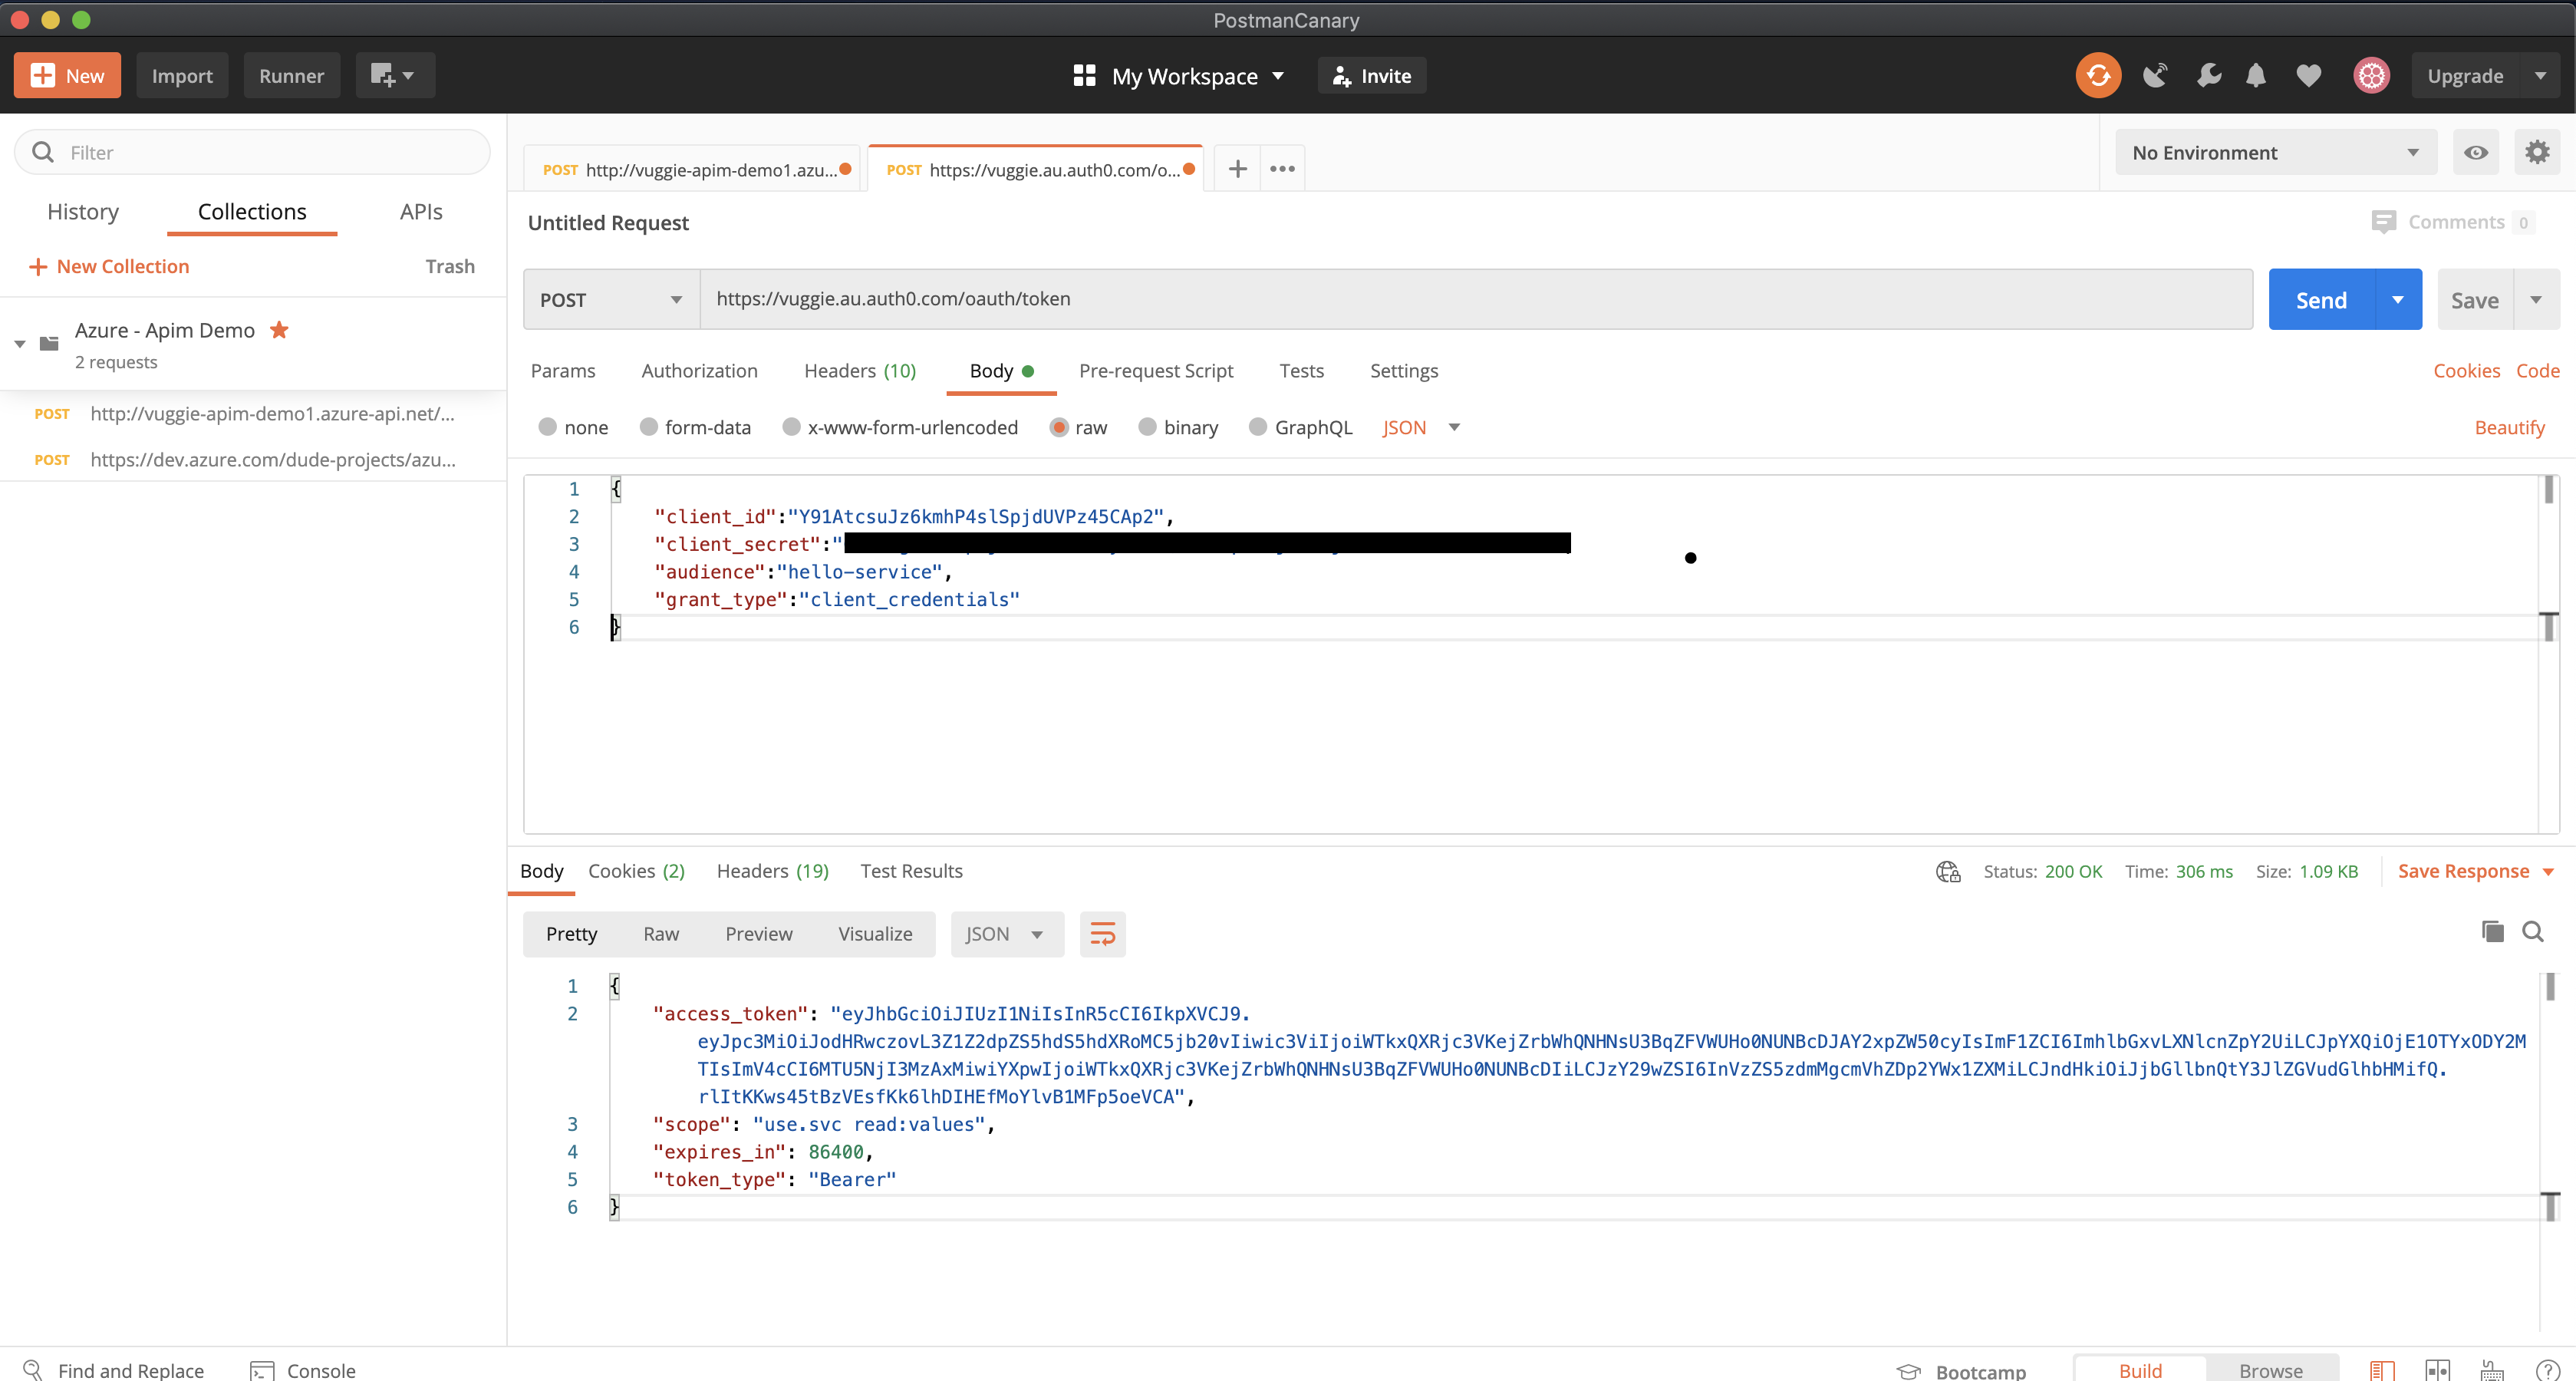 PostmanCanary
New
Import
Runner
My Workspace
Invite
Upgrade
Filter
History
Collections
APIs
New Collection
Trash
Azure - Apim Demo
2 requests
POST http://vuggie-apim-demo1.azure-api.net/...
POST https://dev.azure.com/dude-projects/azu...
POST http://vuggie-apim-demo1.azu...
POST https://vuggie.au.auth0.com/o...
No Environment
Untitled Request
Comments 0
POST
https://vuggie.au.auth0.com/oauth/token
Send
Save
Params
Authorization
Headers (10)
Body
Pre-request Script
Tests
Settings
Cookies
Code
none
form-data
x-www-form-urlencoded
raw
binary
GraphQL
JSON
Beautify
1 {
2 "client_id":"Y91AtcsuJz6kmhP4slSpjdUVPz45CAp2",
3 "client_secret":"
4 "audience":"hello-service",
5 "grant_type":"client_credentials"
6 }
Body
Cookies (2)
Headers (19)
Test Results
Status: 200 OK
Time: 306 ms
Size: 1.09 KB
Save Response
Pretty
Raw
Preview
Visualize
JSON
1 {
2 "access_token": "eyJhbGciOiJIUzI1NiIsInR5cCI6IkpXVCJ9.
eyJpc3MiOiJodHRwczovL3Z1Z2dpZS5hdS5hdXRoMC5jb20vIiwic3ViIjoiWTkxQXRjc3VKejZrbWhQNHNsU3BqZFVWUHo0NUNBcDJAY2xpZW50cyIsImF1ZCI6ImhlbGxvLXNlcnZpY2UiLCJpYXQiOjE1OTYxODY2M
TIsImV4cCI6MTU5NjI3MzAxMiwiYXpwIjoiWTkxQXRjc3VKejZrbWhQNHNsU3BqZFVWUHo0NUNBcDIiLCJzY29wZSI6InVzZS5zdmMgcmVhZDp2YWx1ZXMiLCJndHkiOiJjbGllbnQtY3JlZGVudGlhbHMifQ.
rlItKKws45tBzVEsfKk6lhDIHEfMoYlvB1MFp5oeVCA",
3 "scope": "use.svc read:values",
4 "expires_in": 86400,
5 "token_type": "Bearer"
6 }
Find and Replace
Console
Bootcamp
Build
Browse